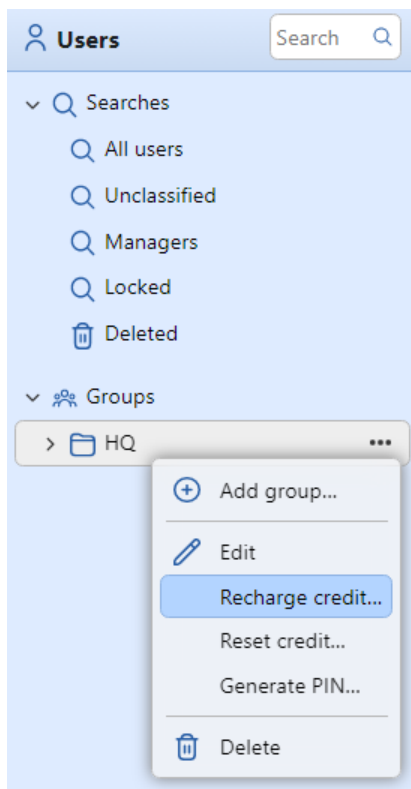 Users
Search
Searches
All users
Unclassified
Managers
Locked
Deleted
Groups
HQ
Add group...
Edit
Recharge credit...
Reset credit...
Generate PIN...
Delete